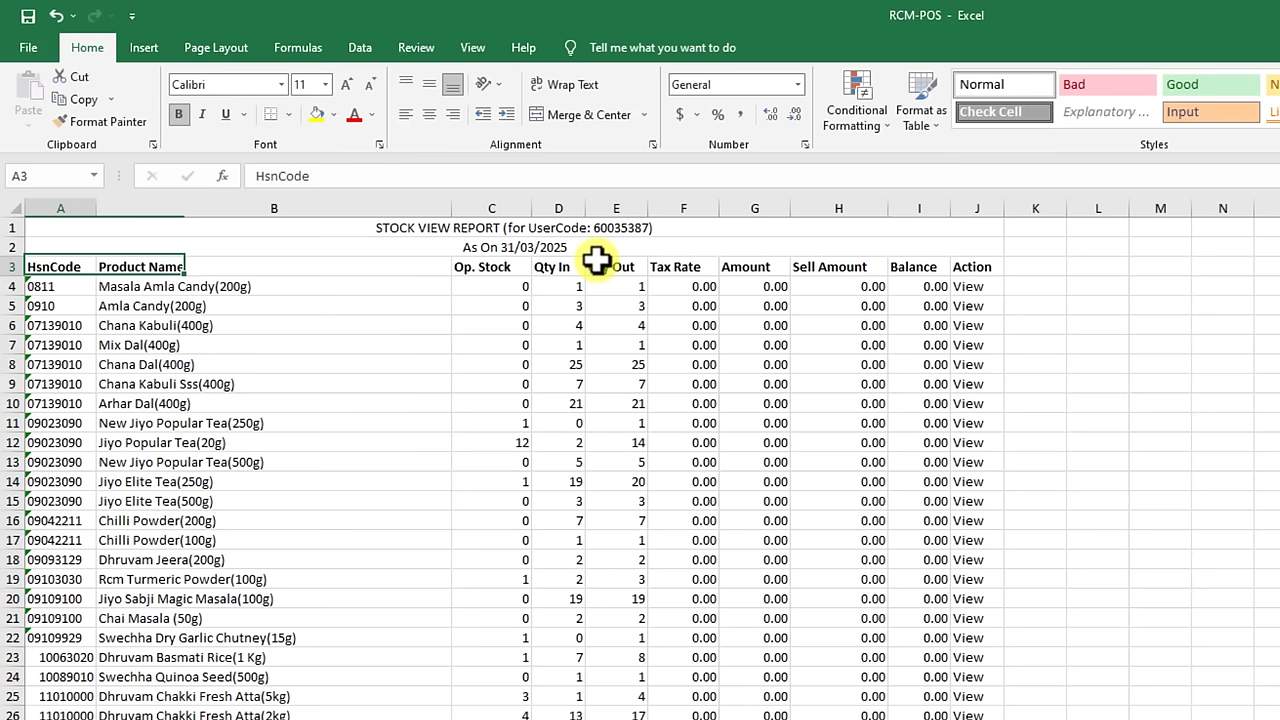 RCM-POS - Excel
File Home Insert Page Layout Formulas Data Review View Help Tell me what you want to do
Paste Cut Copy Format Painter Clipboard
Calibri 11 A A B I U A Font
Wrap Text Merge & Center Alignment
General $ % , Number
Conditional Formatting Format as Table
Normal Bad Good
Check Cell Explanatory ... Input
Styles
A3 fx HsnCode
A B C D E F G H I J K L M N
1 STOCK VIEW REPORT (for UserCode: 60035387)
2 As On 31/03/2025
3 HsnCode Product Name Op. Stock Qty In Out Tax Rate Amount Sell Amount Balance Action
4 0811 Masala Amla Candy(200g) 0 1 1 0.00 0.00 0.00 0.00 View
5 0910 Amla Candy(200g) 0 3 3 0.00 0.00 0.00 0.00 View
6 07139010 Chana Kabuli(400g) 0 4 4 0.00 0.00 0.00 0.00 View
7 07139010 Mix Dal(400g) 0 1 1 0.00 0.00 0.00 0.00 View
8 07139010 Chana Dal(400g) 0 25 25 0.00 0.00 0.00 0.00 View
9 07139010 Chana Kabuli Sss(400g) 0 7 7 0.00 0.00 0.00 0.00 View
10 07139010 Arhar Dal(400g) 0 21 21 0.00 0.00 0.00 0.00 View
11 09023090 New Jiyo Popular Tea(250g) 1 0 1 0.00 0.00 0.00 0.00 View
12 09023090 Jiyo Popular Tea(20g) 12 2 14 0.00 0.00 0.00 0.00 View
13 09023090 New Jiyo Popular Tea(500g) 0 5 5 0.00 0.00 0.00 0.00 View
14 09023090 Jiyo Elite Tea(250g) 1 19 20 0.00 0.00 0.00 0.00 View
15 09023090 Jiyo Elite Tea(500g) 0 3 3 0.00 0.00 0.00 0.00 View
16 09042211 Chilli Powder(200g) 0 7 7 0.00 0.00 0.00 0.00 View
17 09042211 Chilli Powder(100g) 0 1 1 0.00 0.00 0.00 0.00 View
18 09093129 Dhruvam Jeera(200g) 0 2 2 0.00 0.00 0.00 0.00 View
19 09103030 Rcm Turmeric Powder(100g) 1 2 3 0.00 0.00 0.00 0.00 View
20 09109100 Jiyo Sabji Magic Masala(100g) 0 19 19 0.00 0.00 0.00 0.00 View
21 09109100 Chai Masala (50g) 0 2 2 0.00 0.00 0.00 0.00 View
22 09109929 Swechha Dry Garlic Chutney(15g) 1 0 1 0.00 0.00 0.00 0.00 View
23 10063020 Dhruvam Basmati Rice(1 Kg) 1 7 8 0.00 0.00 0.00 0.00 View
24 10089010 Swechha Quinoa Seed(500g) 0 1 1 0.00 0.00 0.00 0.00 View
25 11010000 Dhruvam Chakki Fresh Atta(5kg) 3 1 4 0.00 0.00 0.00 0.00 View
26 11010000 Dhruvam Chakki Fresh Atta(2kg) 4 13 17 0.00 0.00 0.00 0.00 View